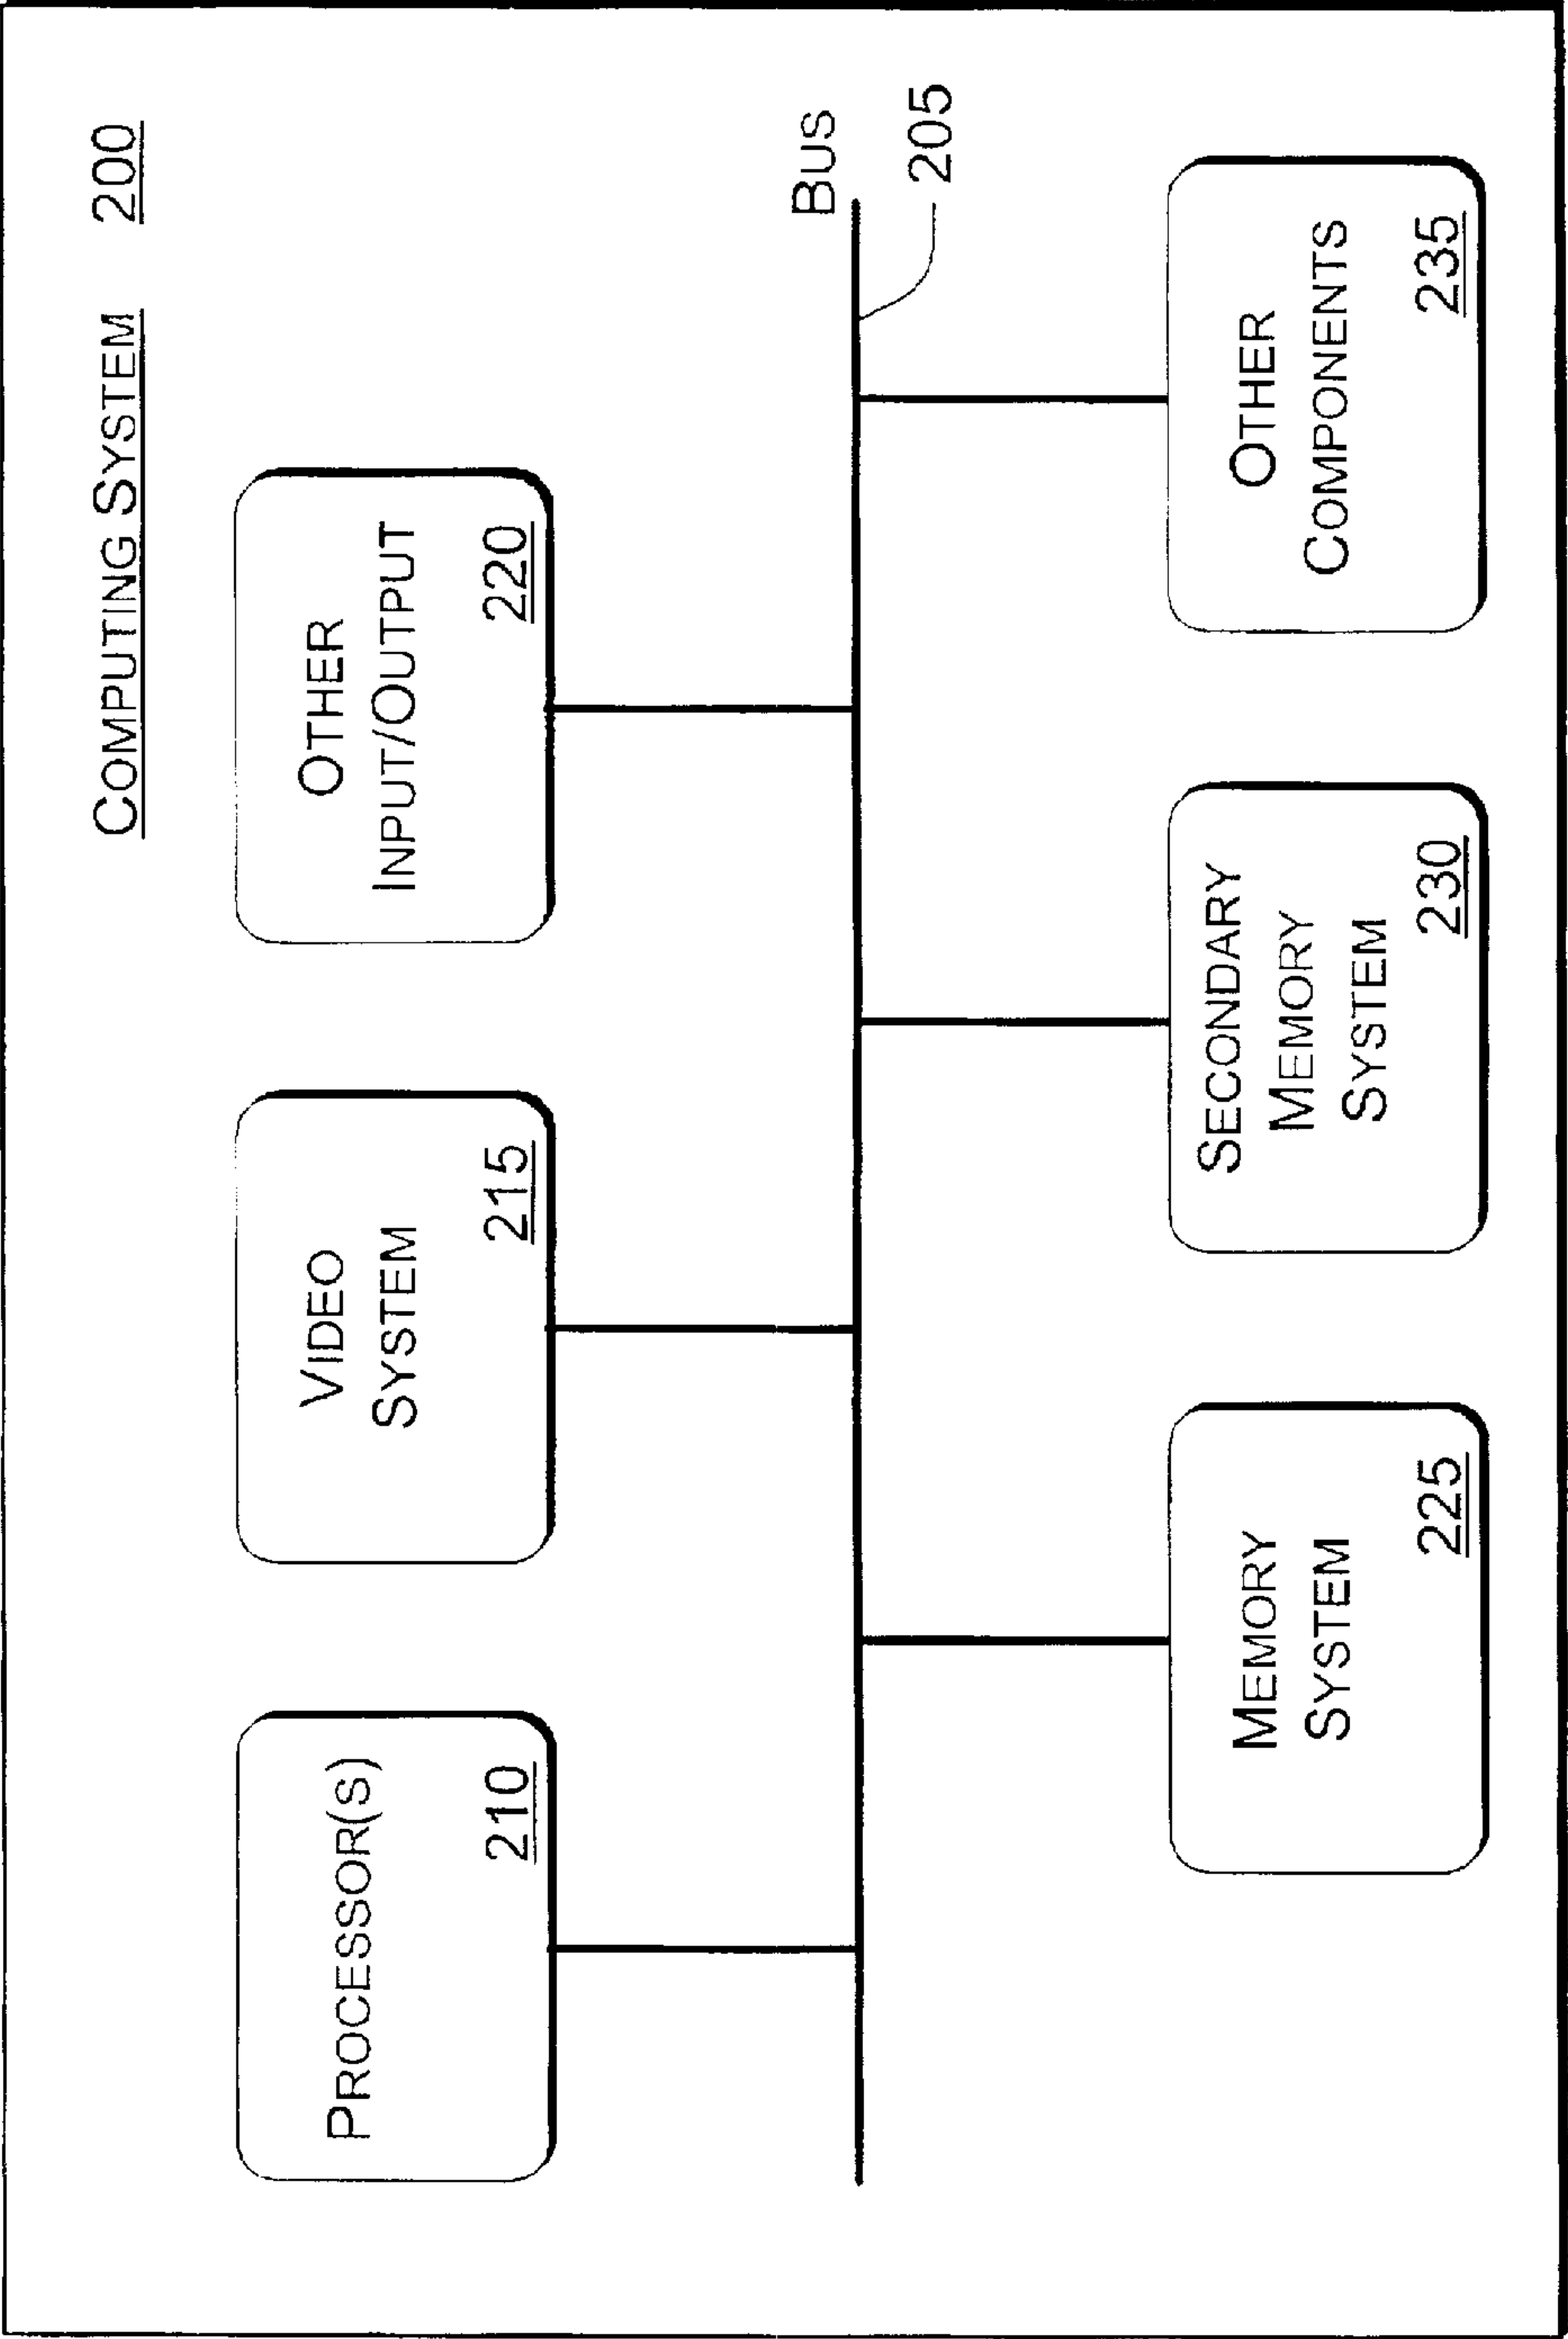 COMPUTING SYSTEM 200
PROCESSOR(S)
210
VIDEO
SYSTEM
215
OTHER
INPUT/OUTPUT
220
BUS
205
MEMORY
SYSTEM
225
SECONDARY
MEMORY
SYSTEM
230
OTHER
COMPONENTS
235